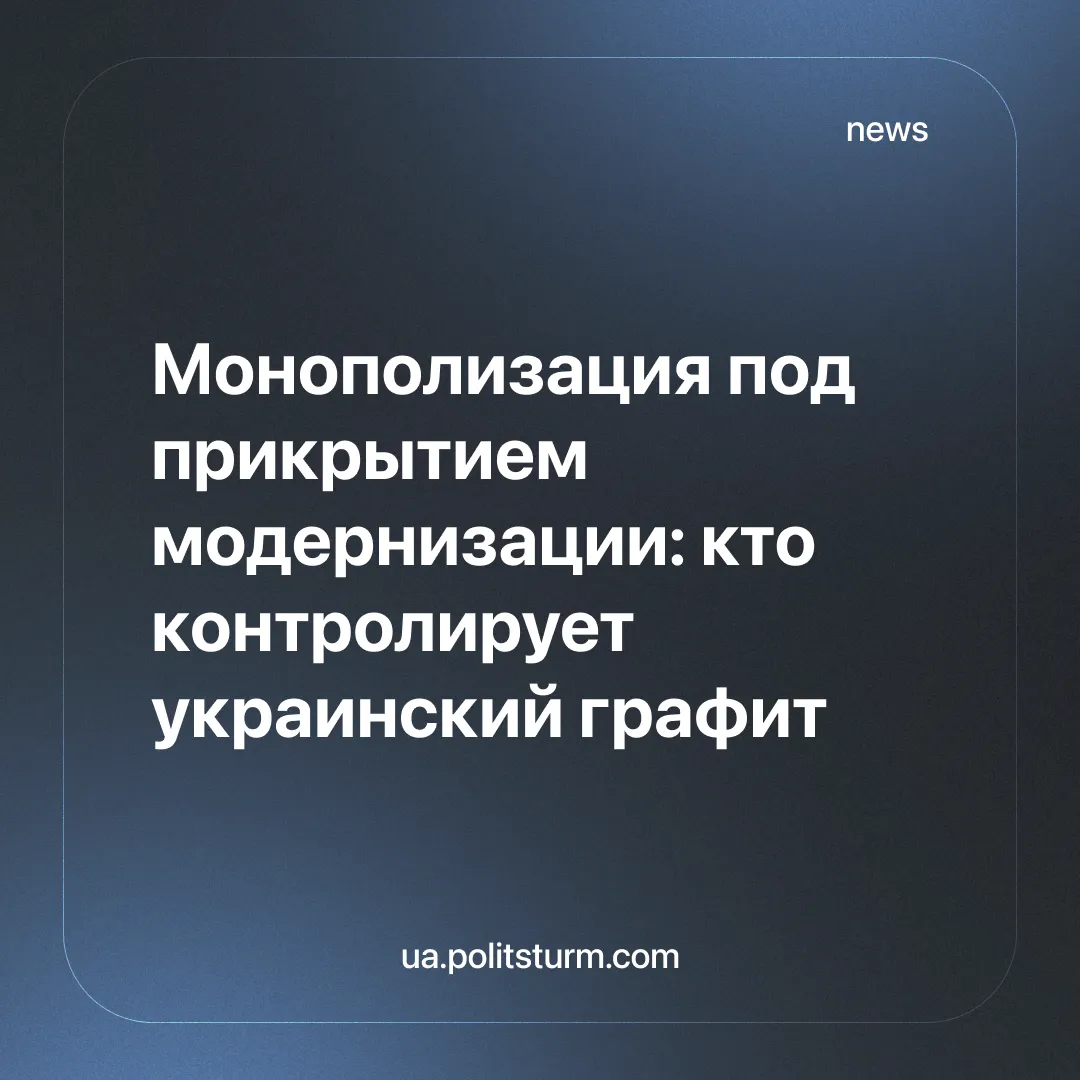 news
Монополизация под
прикрытием
модернизации: кто
контролирует
украинский графит
ua.politsturm.com